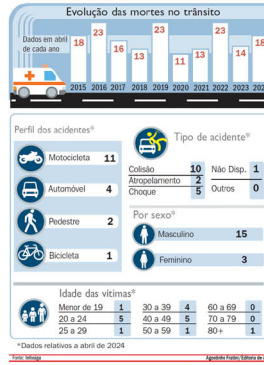 Evolução das mortes no trânsito
Dados em abril
de cada ano
18 23 16 13 23 11 13 23 14 18
2015 2016 2017 2018 2019 2020 2021 2022 2023
Perfil dos acidentes*
Motocicleta 11
Automóvel 4
Pedestre 2
Bicicleta 1
Tipo de acidente*
Colisão 10 Não Disp. 1
Atropelamento 2
Choque 5 Outros 0
Por sexo*
Masculino 15
Feminino 3
Idade das vítimas*
Menor de 19 1 30 a 39 4 60 a 69 0
20 a 24 5 40 a 49 5 70 a 79 0
25 a 29 1 50 a 59 1 80+ 1
*Dados relativos a abril de 2024
Fonte: Infosiga